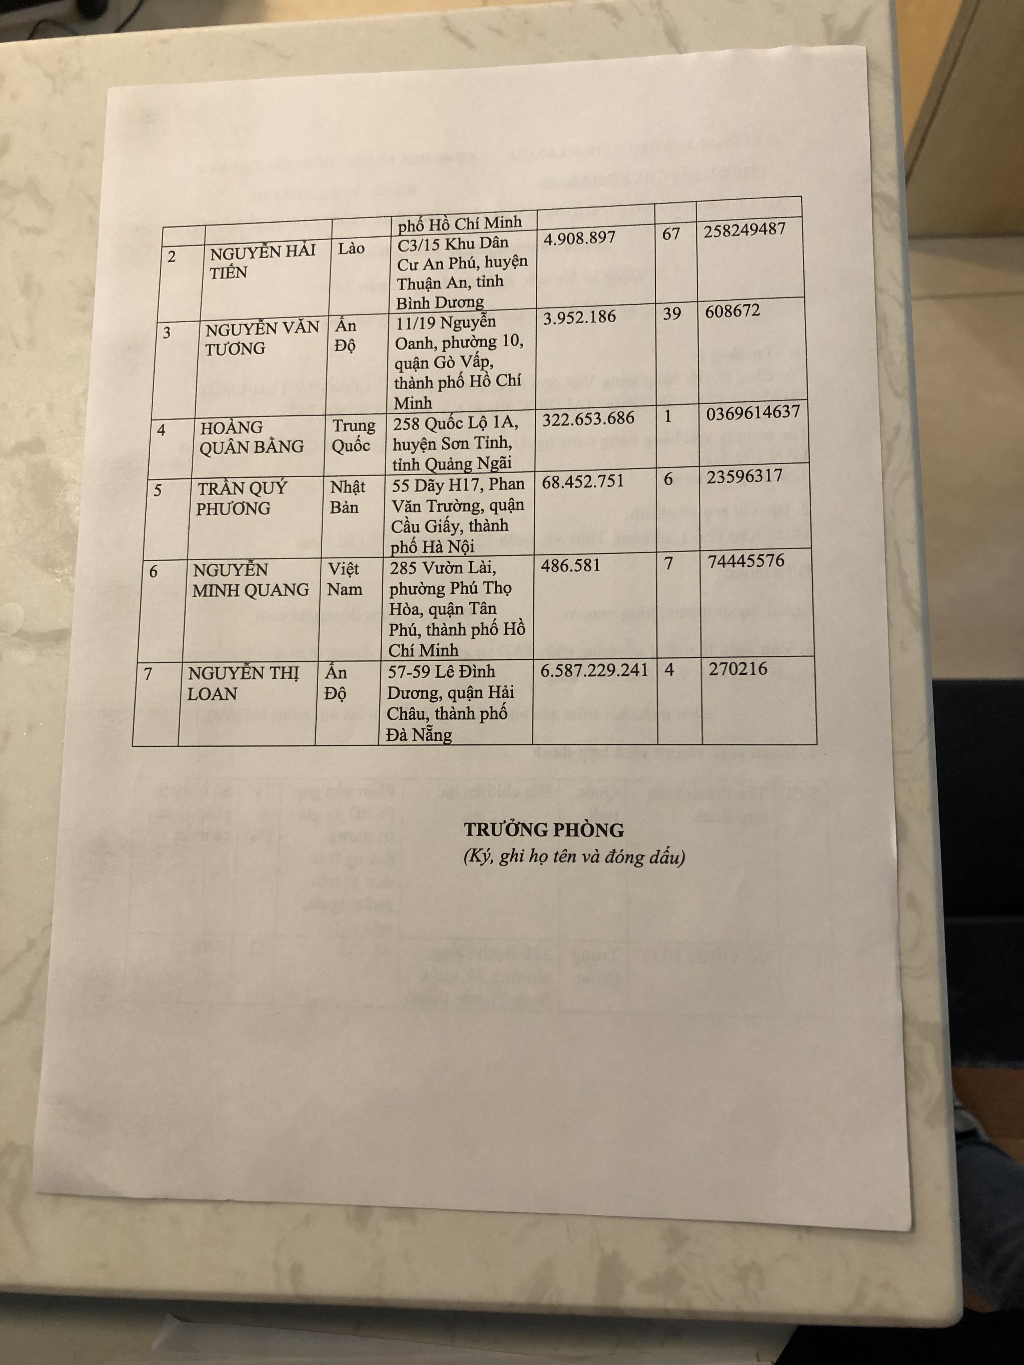 phố Hồ Chí Minh
2 NGUYỄN HẢI TIẾN Lào C3/15 Khu Dân Cư An Phú, huyện Thuận An, tỉnh Bình Dương 4.908.897 67 258249487
3 NGUYỄN VĂN TƯƠNG Ấn Độ 11/19 Nguyễn Oanh, phường 10, quận Gò Vấp, thành phố Hồ Chí Minh 3.952.186 39 608672
4 HOÀNG QUÂN BẰNG Trung Quốc 258 Quốc Lộ 1A, huyện Sơn Tỉnh, tỉnh Quảng Ngãi 322.653.686 1 0369614637
5 TRẦN QUÝ PHƯƠNG Nhật Bản 55 Dãy H17, Phan Văn Trường, quận Cầu Giấy, thành phố Hà Nội 68.452.751 6 23596317
6 NGUYỄN MINH QUANG Việt Nam 285 Vườn Lài, phường Phú Thọ Hòa, quận Tân Phú, thành phố Hồ Chí Minh 486.581 7 74445576
7 NGUYỄN THỊ LOAN Ấn Độ 57-59 Lê Đình Dương, quận Hải Châu, thành phố Đà Nẵng 6.587.229.241 4 270216
TRƯỞNG PHÒNG
(Ký, ghi họ tên và đóng dấu)